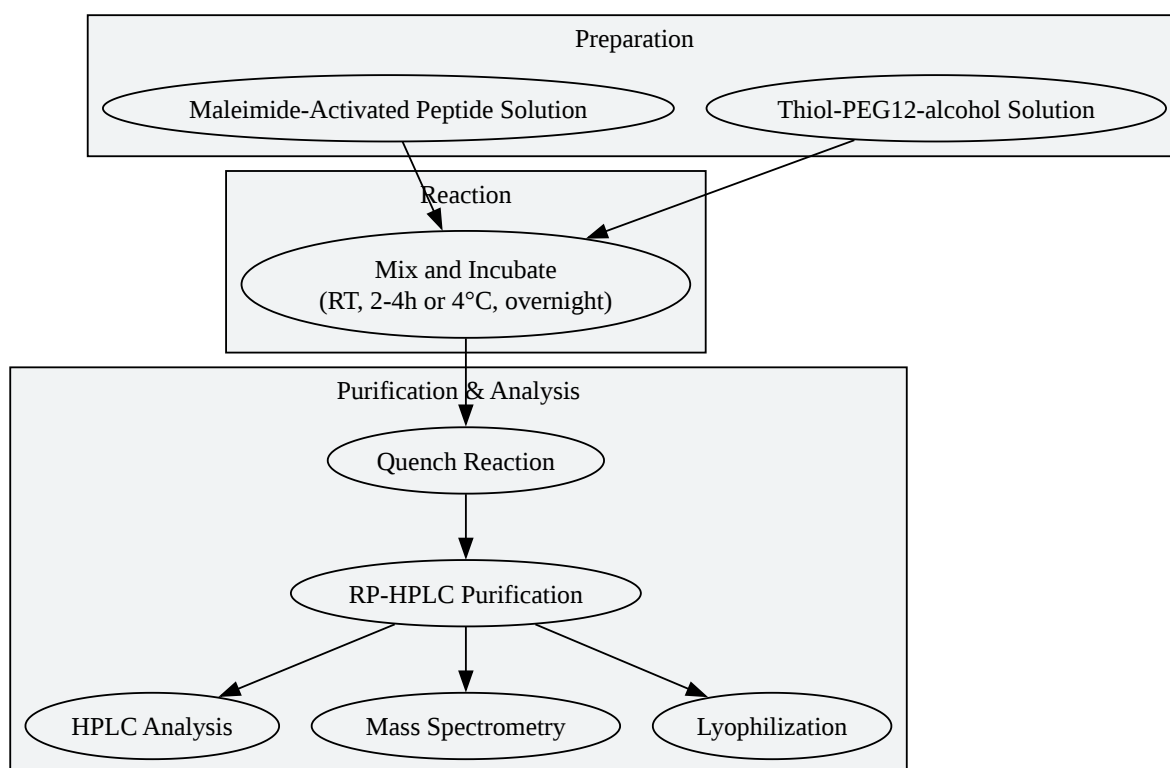 Preparation
Maleimide-Activated Peptide Solution
Thiol-PEG12-alcohol Solution
Reaction
Mix and Incubate
(RT, 2-4h or 4°C, overnight)
Purification & Analysis
Quench Reaction
RP-HPLC Purification
HPLC Analysis
Mass Spectrometry
Lyophilization